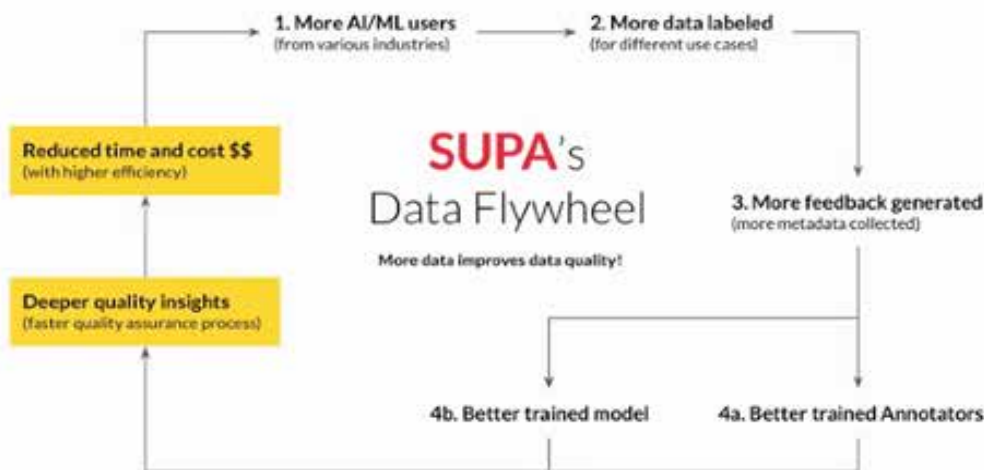 1. More AI/ML users
(from various industries)
2. More data labeled
(for different use cases)
Reduced time and cost $$
(with higher efficiency)
SUPA's
Data Flywheel
More data improves data quality!
3. More feedback generated
(more metadata collected)
Deeper quality insights
(faster quality assurance process)
4b. Better trained model
4a. Better trained Annotators